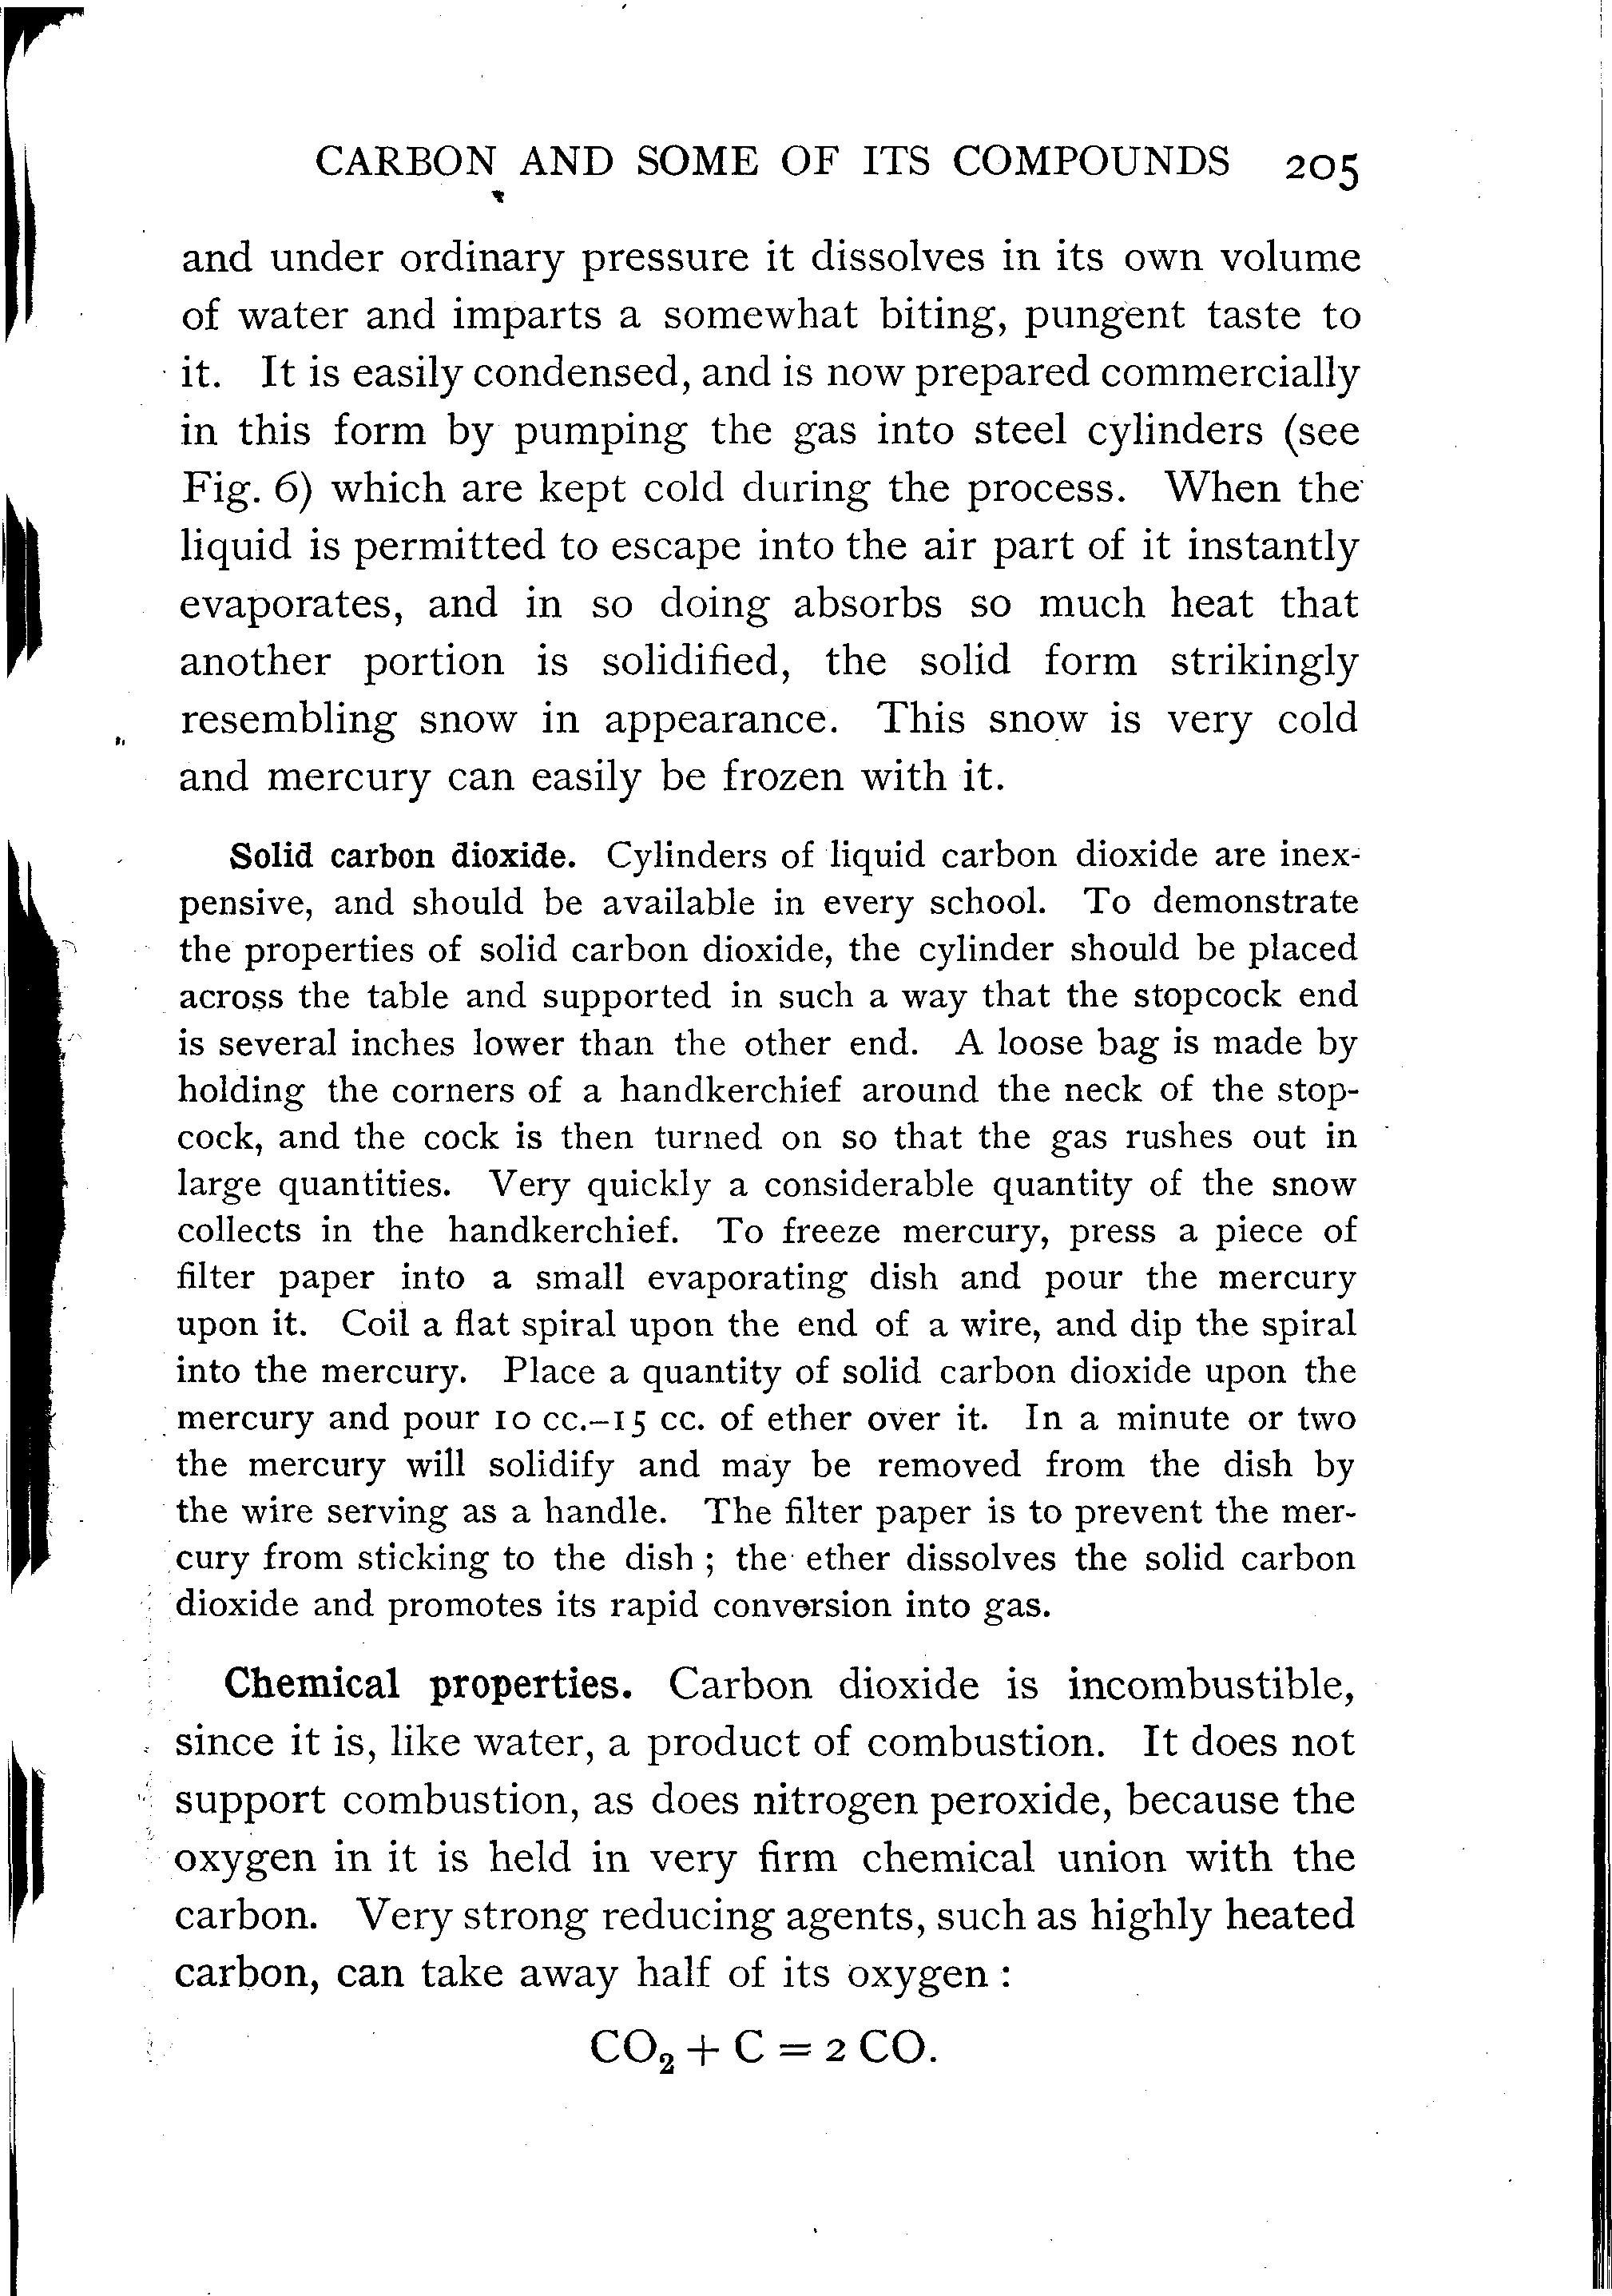 CARBON AND SOME OF ITS COMPOUNDS 205
and under ordinary pressure it dissolves in its own volume
of water and imparts a somewhat biting, pungent taste to
it. It is easily condensed, and is now prepared commercially
in this form by pumping the gas into steel cylinders (see
Fig. 6) which are kept cold during the process. When the
liquid is permitted to escape into the air part of it instantly
evaporates, and in so doing absorbs so much heat that
another portion is solidified, the solid form strikingly
resembling snow in appearance. This snow is very cold
and mercury can easily be frozen with it.
Solid carbon dioxide. Cylinders of liquid carbon dioxide are inex-
pensive, and should be available in every school. To demonstrate
the properties of solid carbon dioxide, the cylinder should be placed
across the table and supported in such a way that the stopcock end
is several inches lower than the other end. A loose bag is made by
holding the corners of a handkerchief around the neck of the stop-
cock, and the cock is then turned on so that the gas rushes out in
large quantities. Very quickly a considerable quantity of the snow
collects in the handkerchief. To freeze mercury, press a piece of
filter paper into a small evaporating dish and pour the mercury
upon it. Coil a flat spiral upon the end of a wire, and dip the spiral
into the mercury. Place a quantity of solid carbon dioxide upon the
mercury and pour 10 cc.–15 cc. of ether over it. In a minute or two
the mercury will solidify and may be removed from the dish by
the wire serving as a handle. The filter paper is to prevent the mer-
cury from sticking to the dish; the ether dissolves the solid carbon
dioxide and promotes its rapid conversion into gas.
Chemical properties. Carbon dioxide is incombustible,
since it is, like water, a product of combustion. It does not
support combustion, as does nitrogen peroxide, because the
oxygen in it is held in very firm chemical union with the
carbon. Very strong reducing agents, such as highly heated
carbon, can take away half of its oxygen:
CO₂ + C = 2 CO.